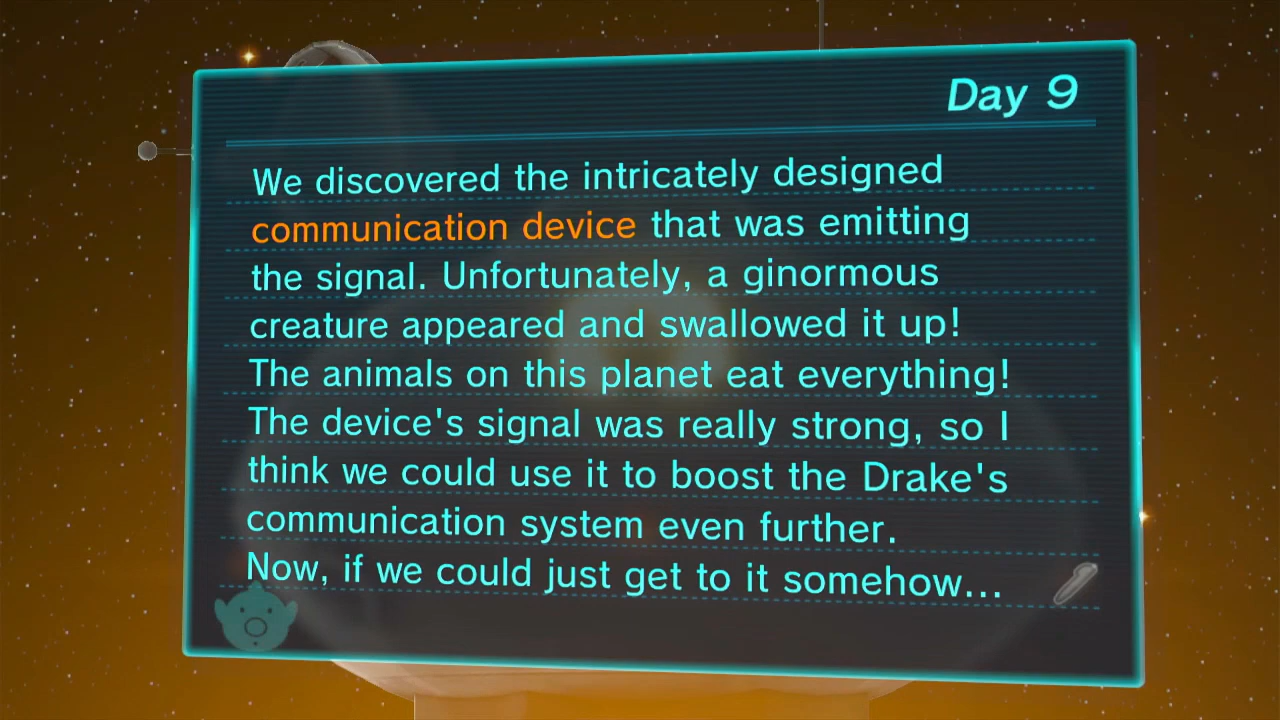 Day 9
We discovered the intricately designed
communication device that was emitting
the signal. Unfortunately, a ginormous
creature appeared and swallowed it up!
The animals on this planet eat everything!
The device's signal was really strong, so I
think we could use it to boost the Drake's
communication system even further.
Now, if we could just get to it somehow...